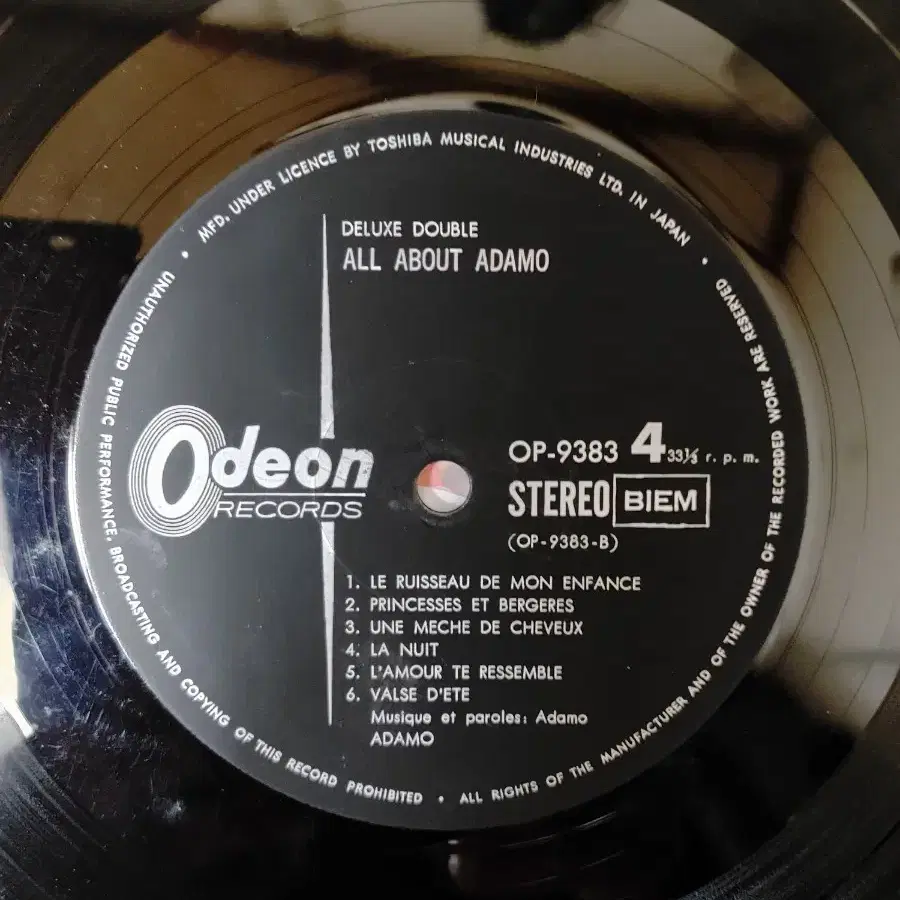 MFD. UNDER LICENCE BY TOSHIBA MUSICAL INDUSTRIES LTD. IN JAPAN
DELUXE DOUBLE
ALL ABOUT ADAMO
Odeon
RECORDS
OP-9383 4 33⅓ r. p. m.
STEREO BIEM
(OP-9383-B)
1. LE RUISSEAU DE MON ENFANCE
2. PRINCESSES ET BERGERES
3. UNE MECHE DE CHEVEUX
4. LA NUIT
5. L'AMOUR TE RESSEMBLE
6. VALSE D'ETE
Musique et paroles: Adamo
ADAMO
UNAUTHORIZED PUBLIC PERFORMANCE, BROADCASTING AND COPYING OF THIS RECORD PROHIBITED • ALL RIGHTS OF THE MANUFACTURER AND OF THE OWNER OF THE RECORDED WORK ARE RESERVED